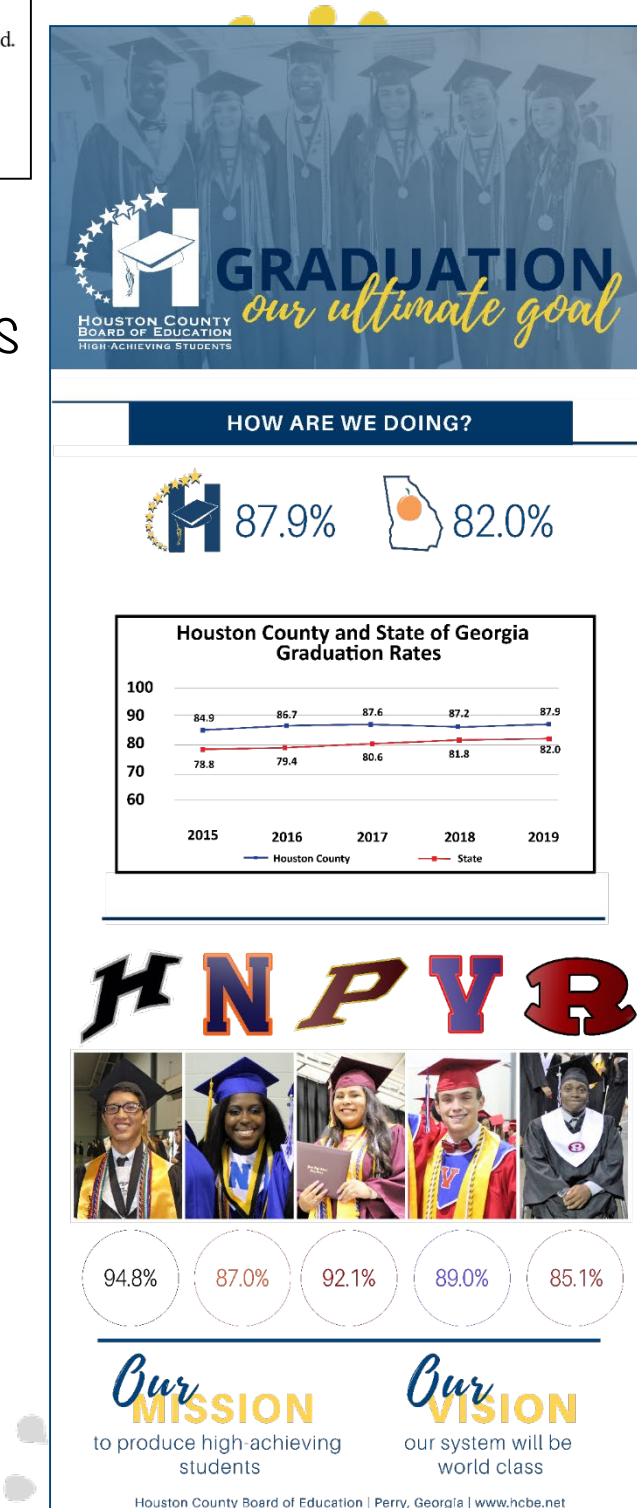 d.
s
HOUSTON COUNTY
BOARD OF EDUCATION
HIGH-ACHIEVING STUDENTS
GRADUATION
our ultimate goal
HOW ARE WE DOING?
H 87.9% 82.0%
Houston County and State of Georgia
Graduation Rates
100
90
80
70
60
84.9 86.7 87.6 87.2 87.9
78.8 79.4 80.6 81.8 82.0
2015 2016 2017 2018 2019
Houston County State
H N P V R
N V R
94.8% 87.0% 92.1% 89.0% 85.1%
Our
MISSION
to produce high-achieving
students
Our
VISION
our system will be
world class
Houston County Board of Education | Perry, Georgia | www.hcbe.net